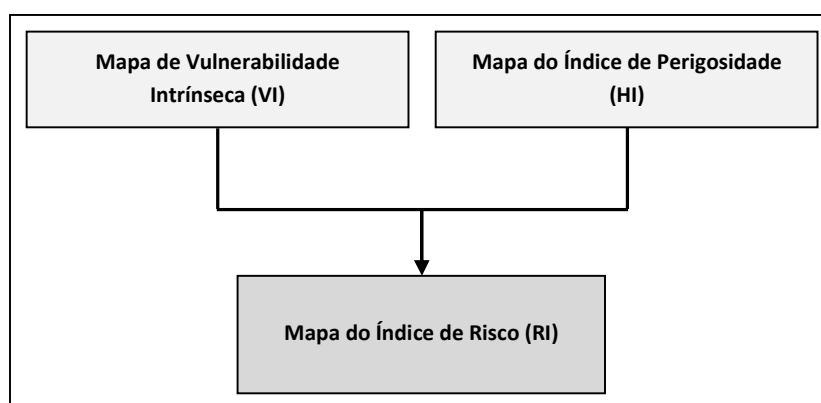 Mapa de Vulnerabilidade
Intrínseca (VI)
Mapa do Índice de Perigosidade
(HI)
Mapa do Índice de Risco (RI)